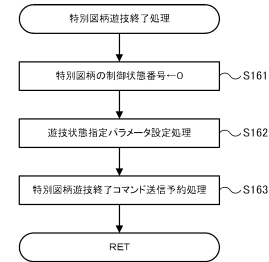 特別図柄遊技終了処理
特別図柄の制御状態番号←0
S161
遊技状態指定パラメータ設定処理
S162
特別図柄遊技終了コマンド送信予約処理
S163
RET